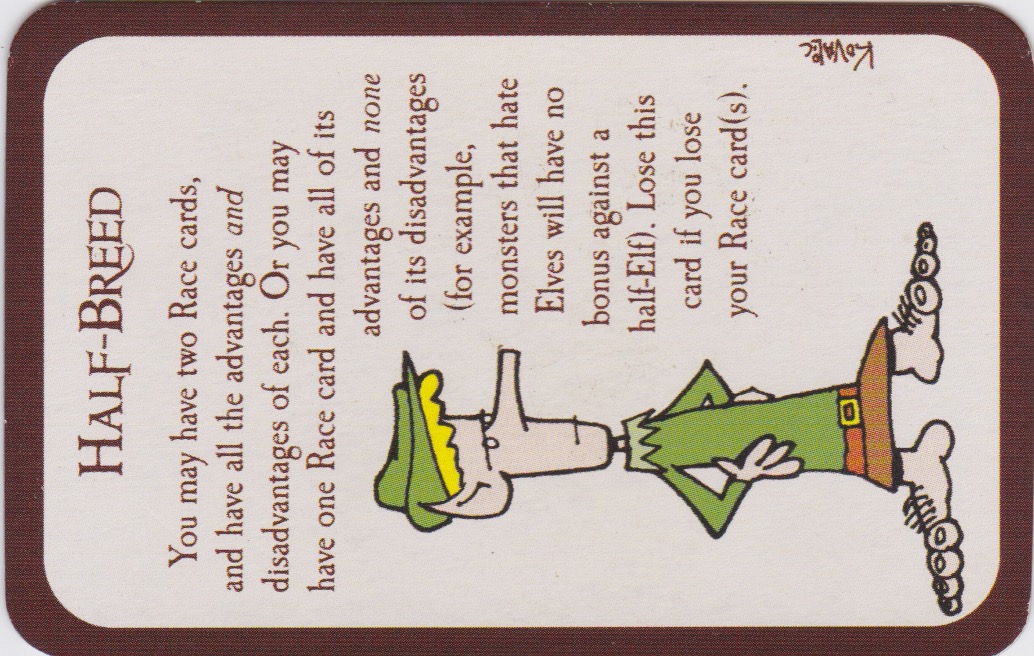 HALF-BREED
You may have two Race cards,
and have all the advantages and
disadvantages of each. Or you may
have one Race card and have all of its
advantages and none
of its disadvantages
(for example,
monsters that hate
Elves will have no
bonus against a
half-Elf). Lose this
card if you lose
your Race card(s).
KOVALIC